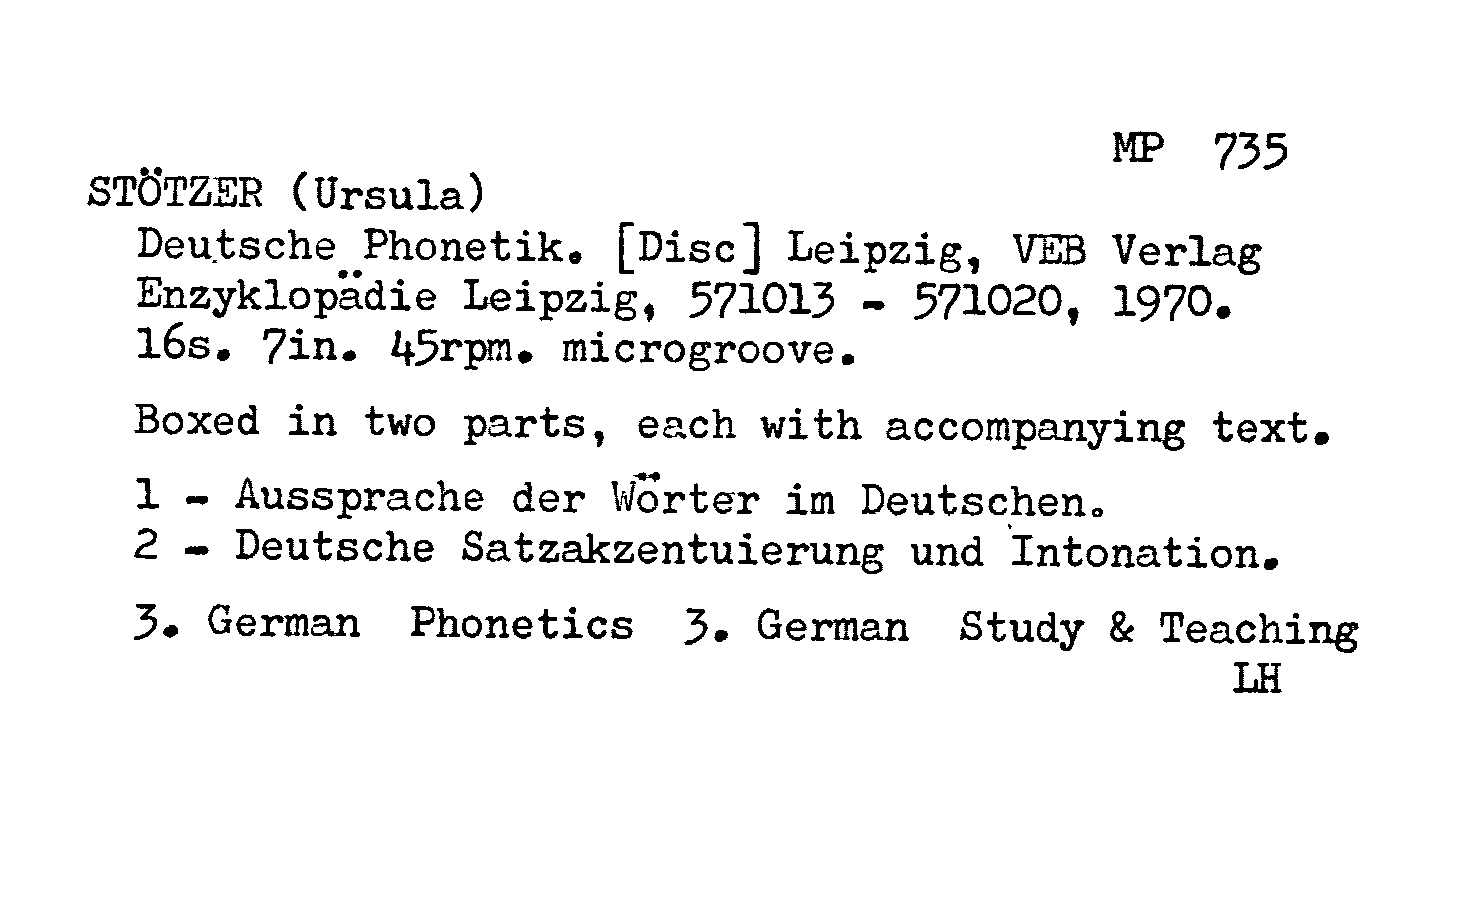 MP 735
STÖTZER (Ursula)
Deutsche Phonetik. [Disc] Leipzig, VEB Verlag
Enzyklopädie Leipzig, 571013 - 571020, 1970.
16s. 7in. 45rpm. microgroove.
Boxed in two parts, each with accompanying text.
1 - Aussprache der Wörter im Deutschen.
2 - Deutsche Satzakzentuierung und Intonation.
3. German Phonetics 3. German Study & Teaching
LH